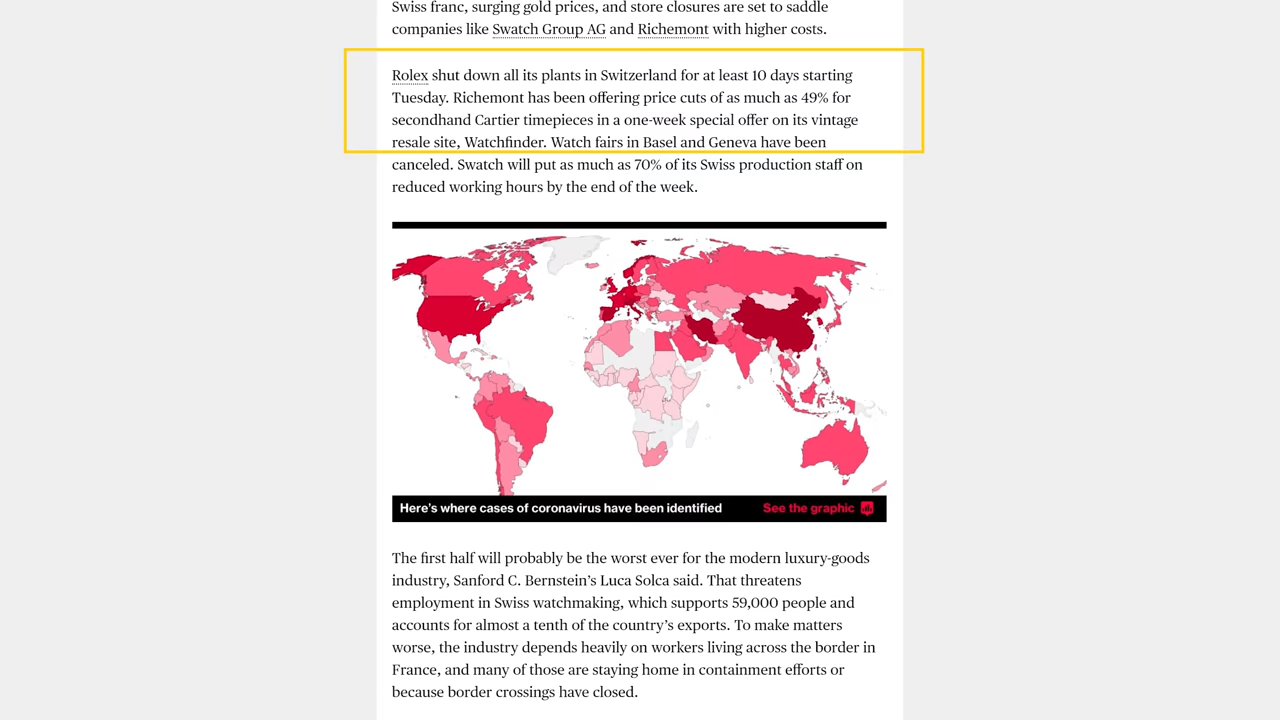 Swiss franc, surging gold prices, and store closures are set to saddle
companies like Swatch Group AG and Richemont with higher costs.
Rolex shut down all its plants in Switzerland for at least 10 days starting
Tuesday. Richemont has been offering price cuts of as much as 49% for
secondhand Cartier timepieces in a one-week special offer on its vintage
resale site, Watchfinder. Watch fairs in Basel and Geneva have been
canceled. Swatch will put as much as 70% of its Swiss production staff on
reduced working hours by the end of the week.
Here's where cases of coronavirus have been identified See the graphic
The first half will probably be the worst ever for the modern luxury-goods
industry, Sanford C. Bernstein’s Luca Solca said. That threatens
employment in Swiss watchmaking, which supports 59,000 people and
accounts for almost a tenth of the country’s exports. To make matters
worse, the industry depends heavily on workers living across the border in
France, and many of those are staying home in containment efforts or
because border crossings have closed.